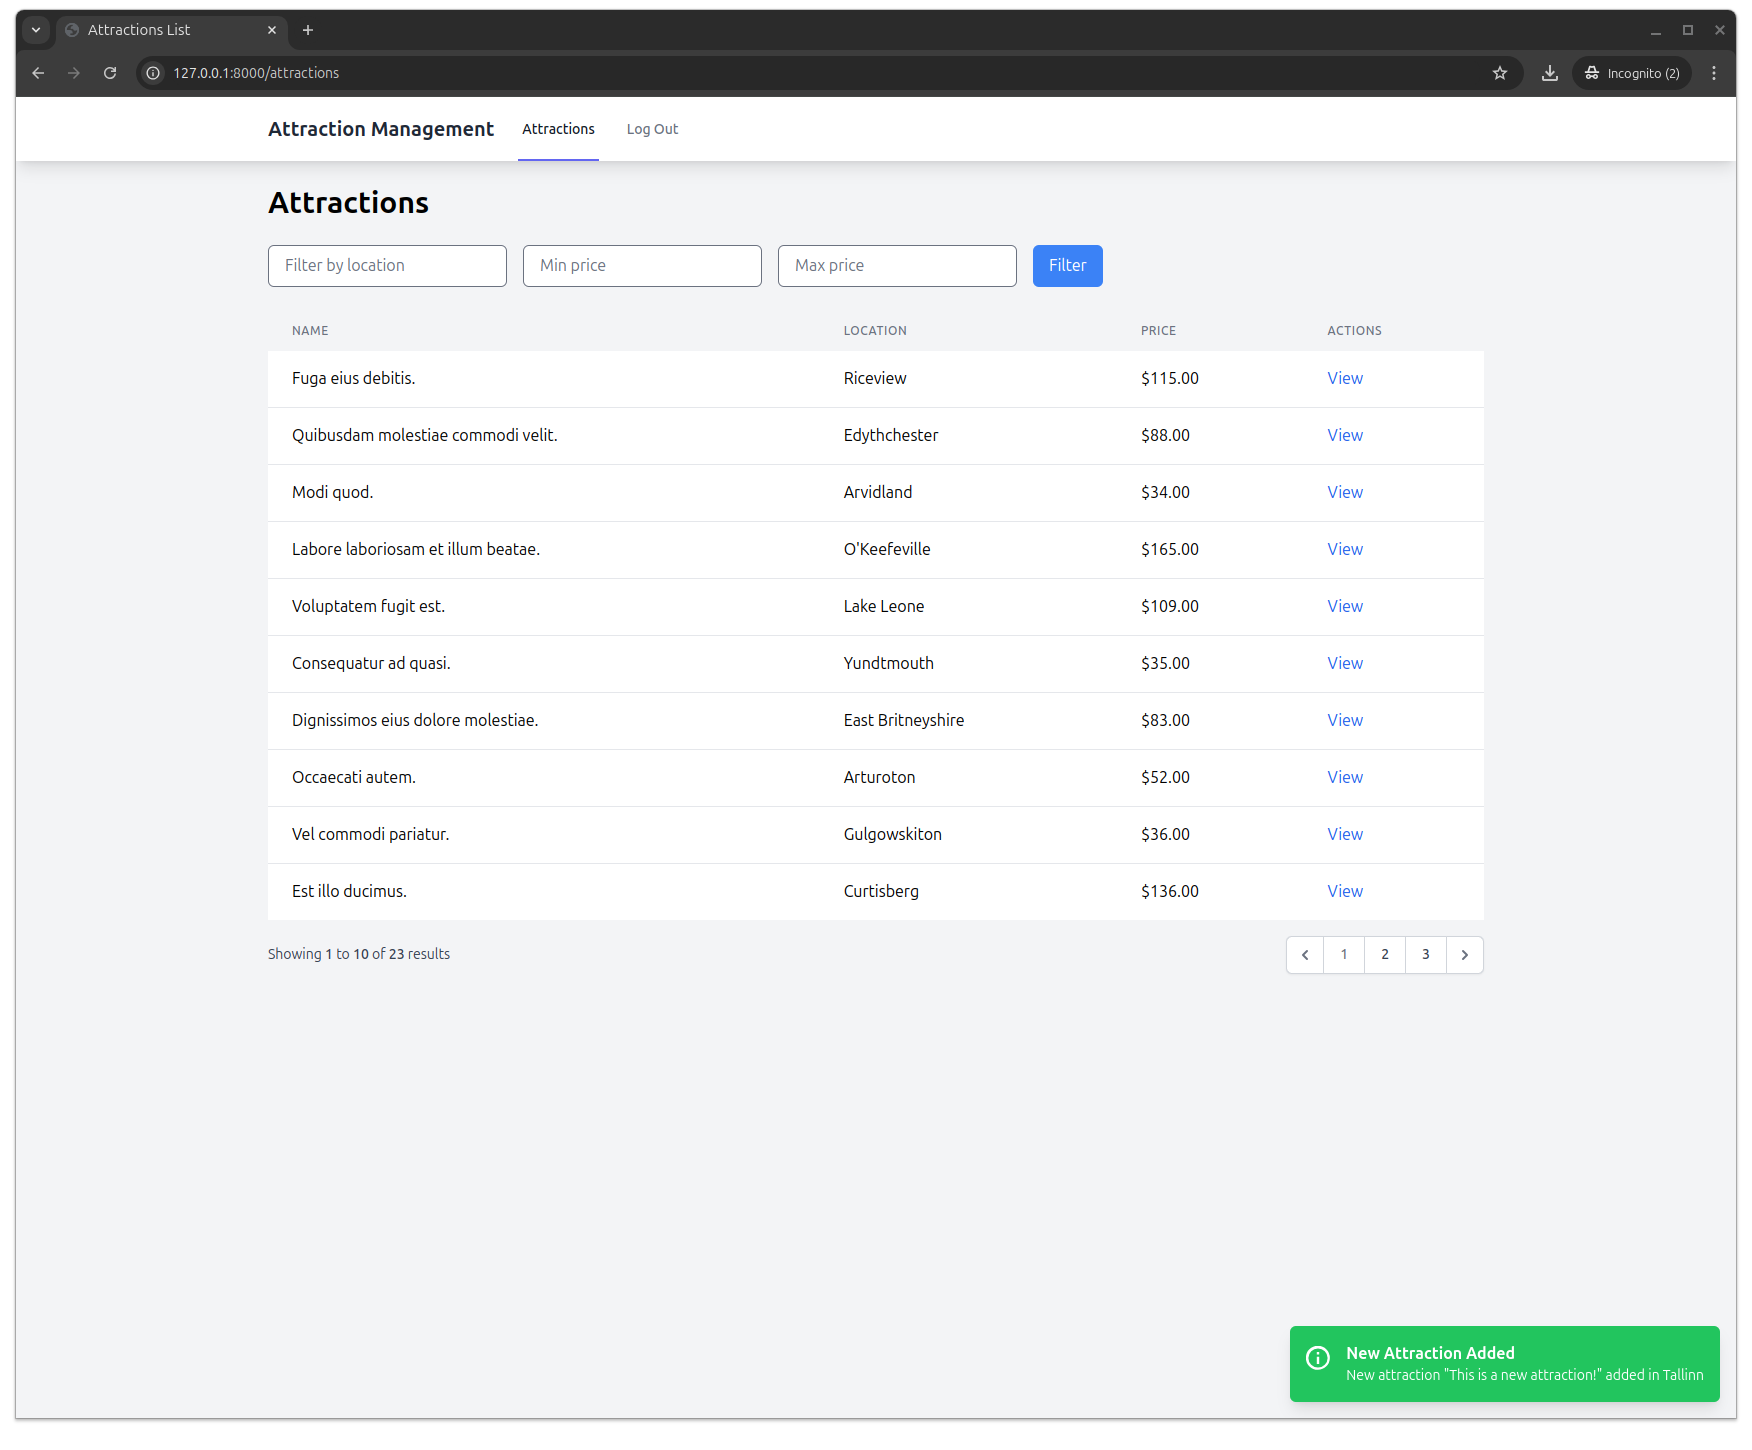 Attractions List
127.0.0.1:8000/attractions
Incognito (2)
Attraction Management Attractions Log Out
Attractions
Filter by location Min price Max price Filter
NAME LOCATION PRICE ACTIONS
Fuga eius debitis. Riceview $115.00 View
Quibusdam molestiae commodi velit. Edythchester $88.00 View
Modi quod. Arvidland $34.00 View
Labore laboriosam et illum beatae. O'Keefeville $165.00 View
Voluptatem fugit est. Lake Leone $109.00 View
Consequatur ad quasi. Yundtmouth $35.00 View
Dignissimos eius dolore molestiae. East Britneyshire $83.00 View
Occaecati autem. Arturoton $52.00 View
Vel commodi pariatur. Gulgowskiton $36.00 View
Est illo ducimus. Curtisberg $136.00 View
Showing 1 to 10 of 23 results 1 2 3
New Attraction Added
New attraction "This is a new attraction!" added in Tallinn